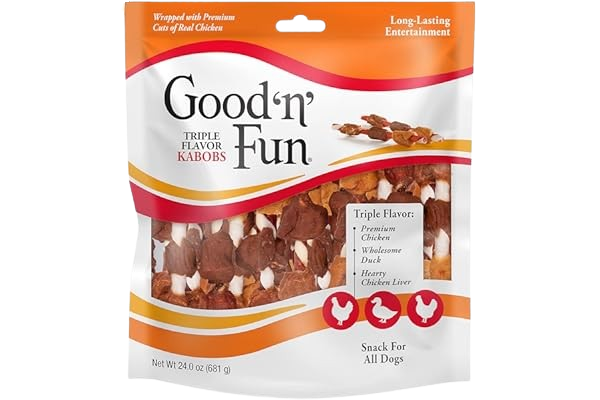 Wrapped with Premium
Cuts of Real Chicken
Long-Lasting
Entertainment
Good 'n'
TRIPLE
FLAVOR
KABOBS
Fun®
Triple Flavor:
• Premium
Chicken
• Wholesome
Duck
• Hearty
Chicken Liver
Snack For
All Dogs
Net Wt 24.0 oz (681 g)